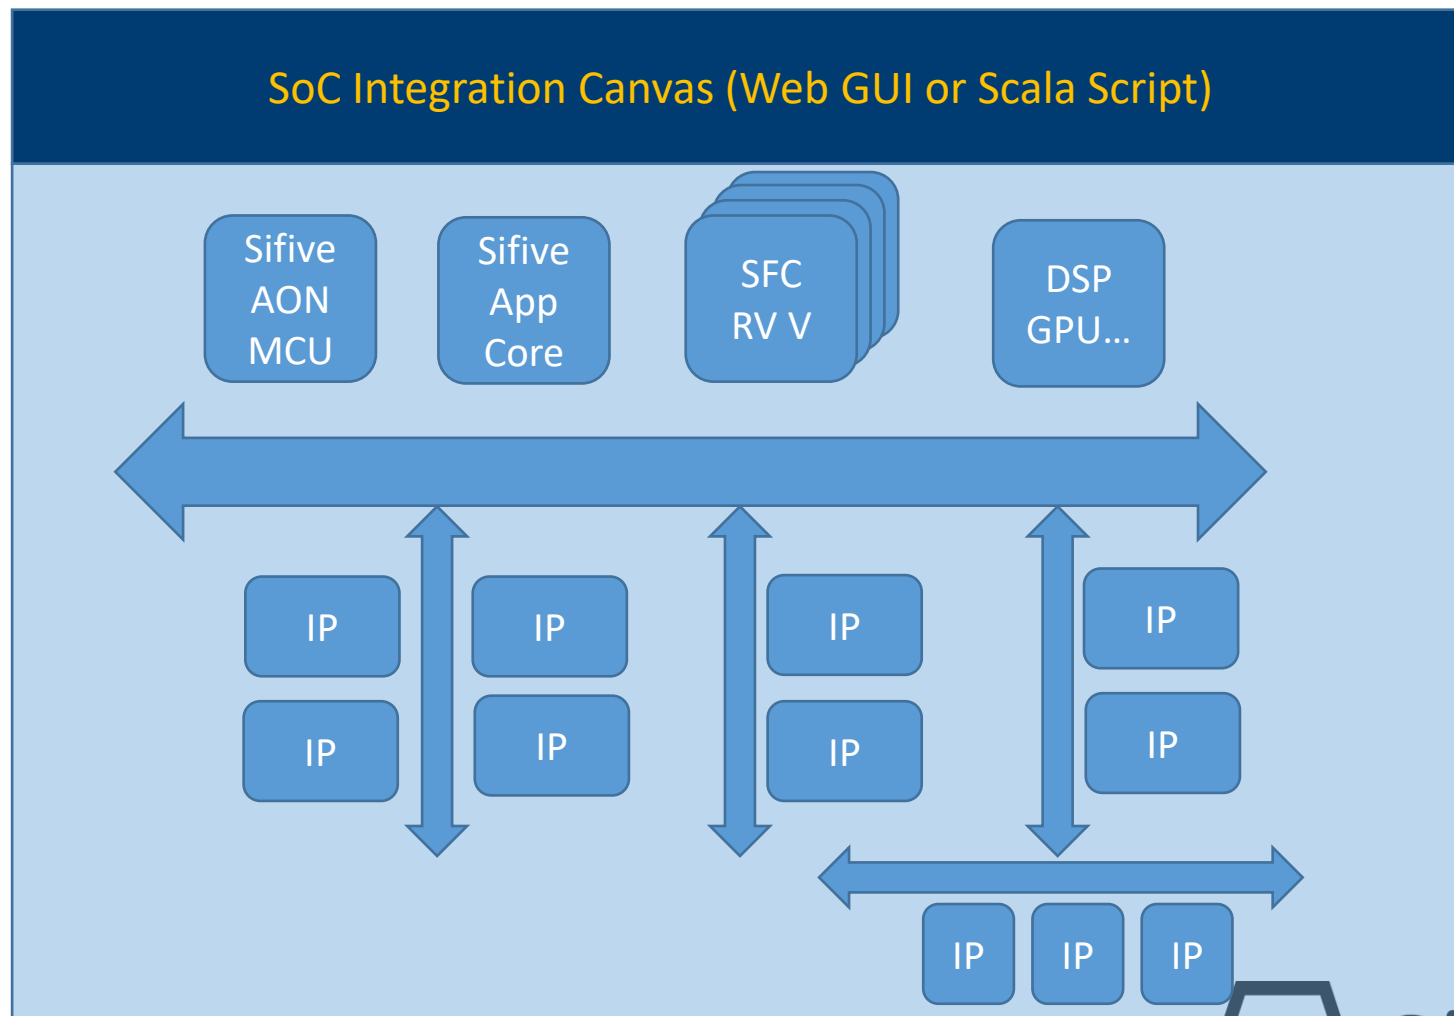 SoC Integration Canvas (Web GUI or Scala Script)
Sifive
AON
MCU
Sifive
App
Core
SFC
RV V
DSP
GPU...
IP
IP
IP
IP
IP
IP
IP
IP
IP
IP
IP